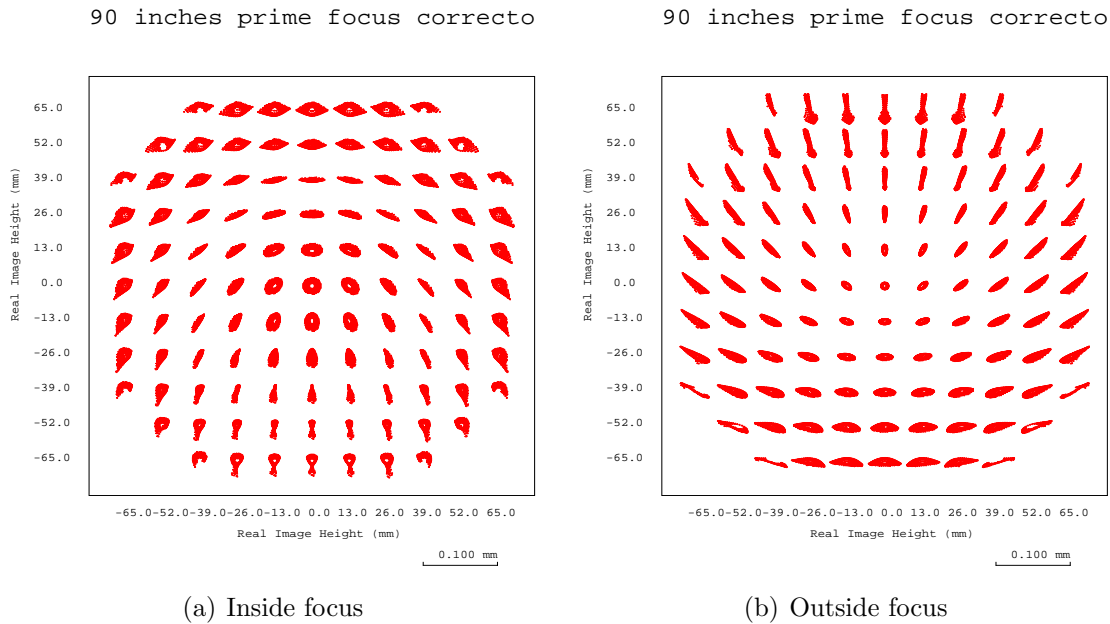 90 inches prime focus correcto
65.0
52.0
39.0
26.0
13.0
0.0
-13.0
-26.0
-39.0
-52.0
-65.0
Real Image Height (mm)
-65.0-52.0-39.0-26.0-13.0 0.0 13.0 26.0 39.0 52.0 65.0
Real Image Height (mm)
0.100 mm
(a) Inside focus
90 inches prime focus correcto
65.0
52.0
39.0
26.0
13.0
0.0
-13.0
-26.0
-39.0
-52.0
-65.0
Real Image Height (mm)
-65.0-52.0-39.0-26.0-13.0 0.0 13.0 26.0 39.0 52.0 65.0
Real Image Height (mm)
0.100 mm
(b) Outside focus